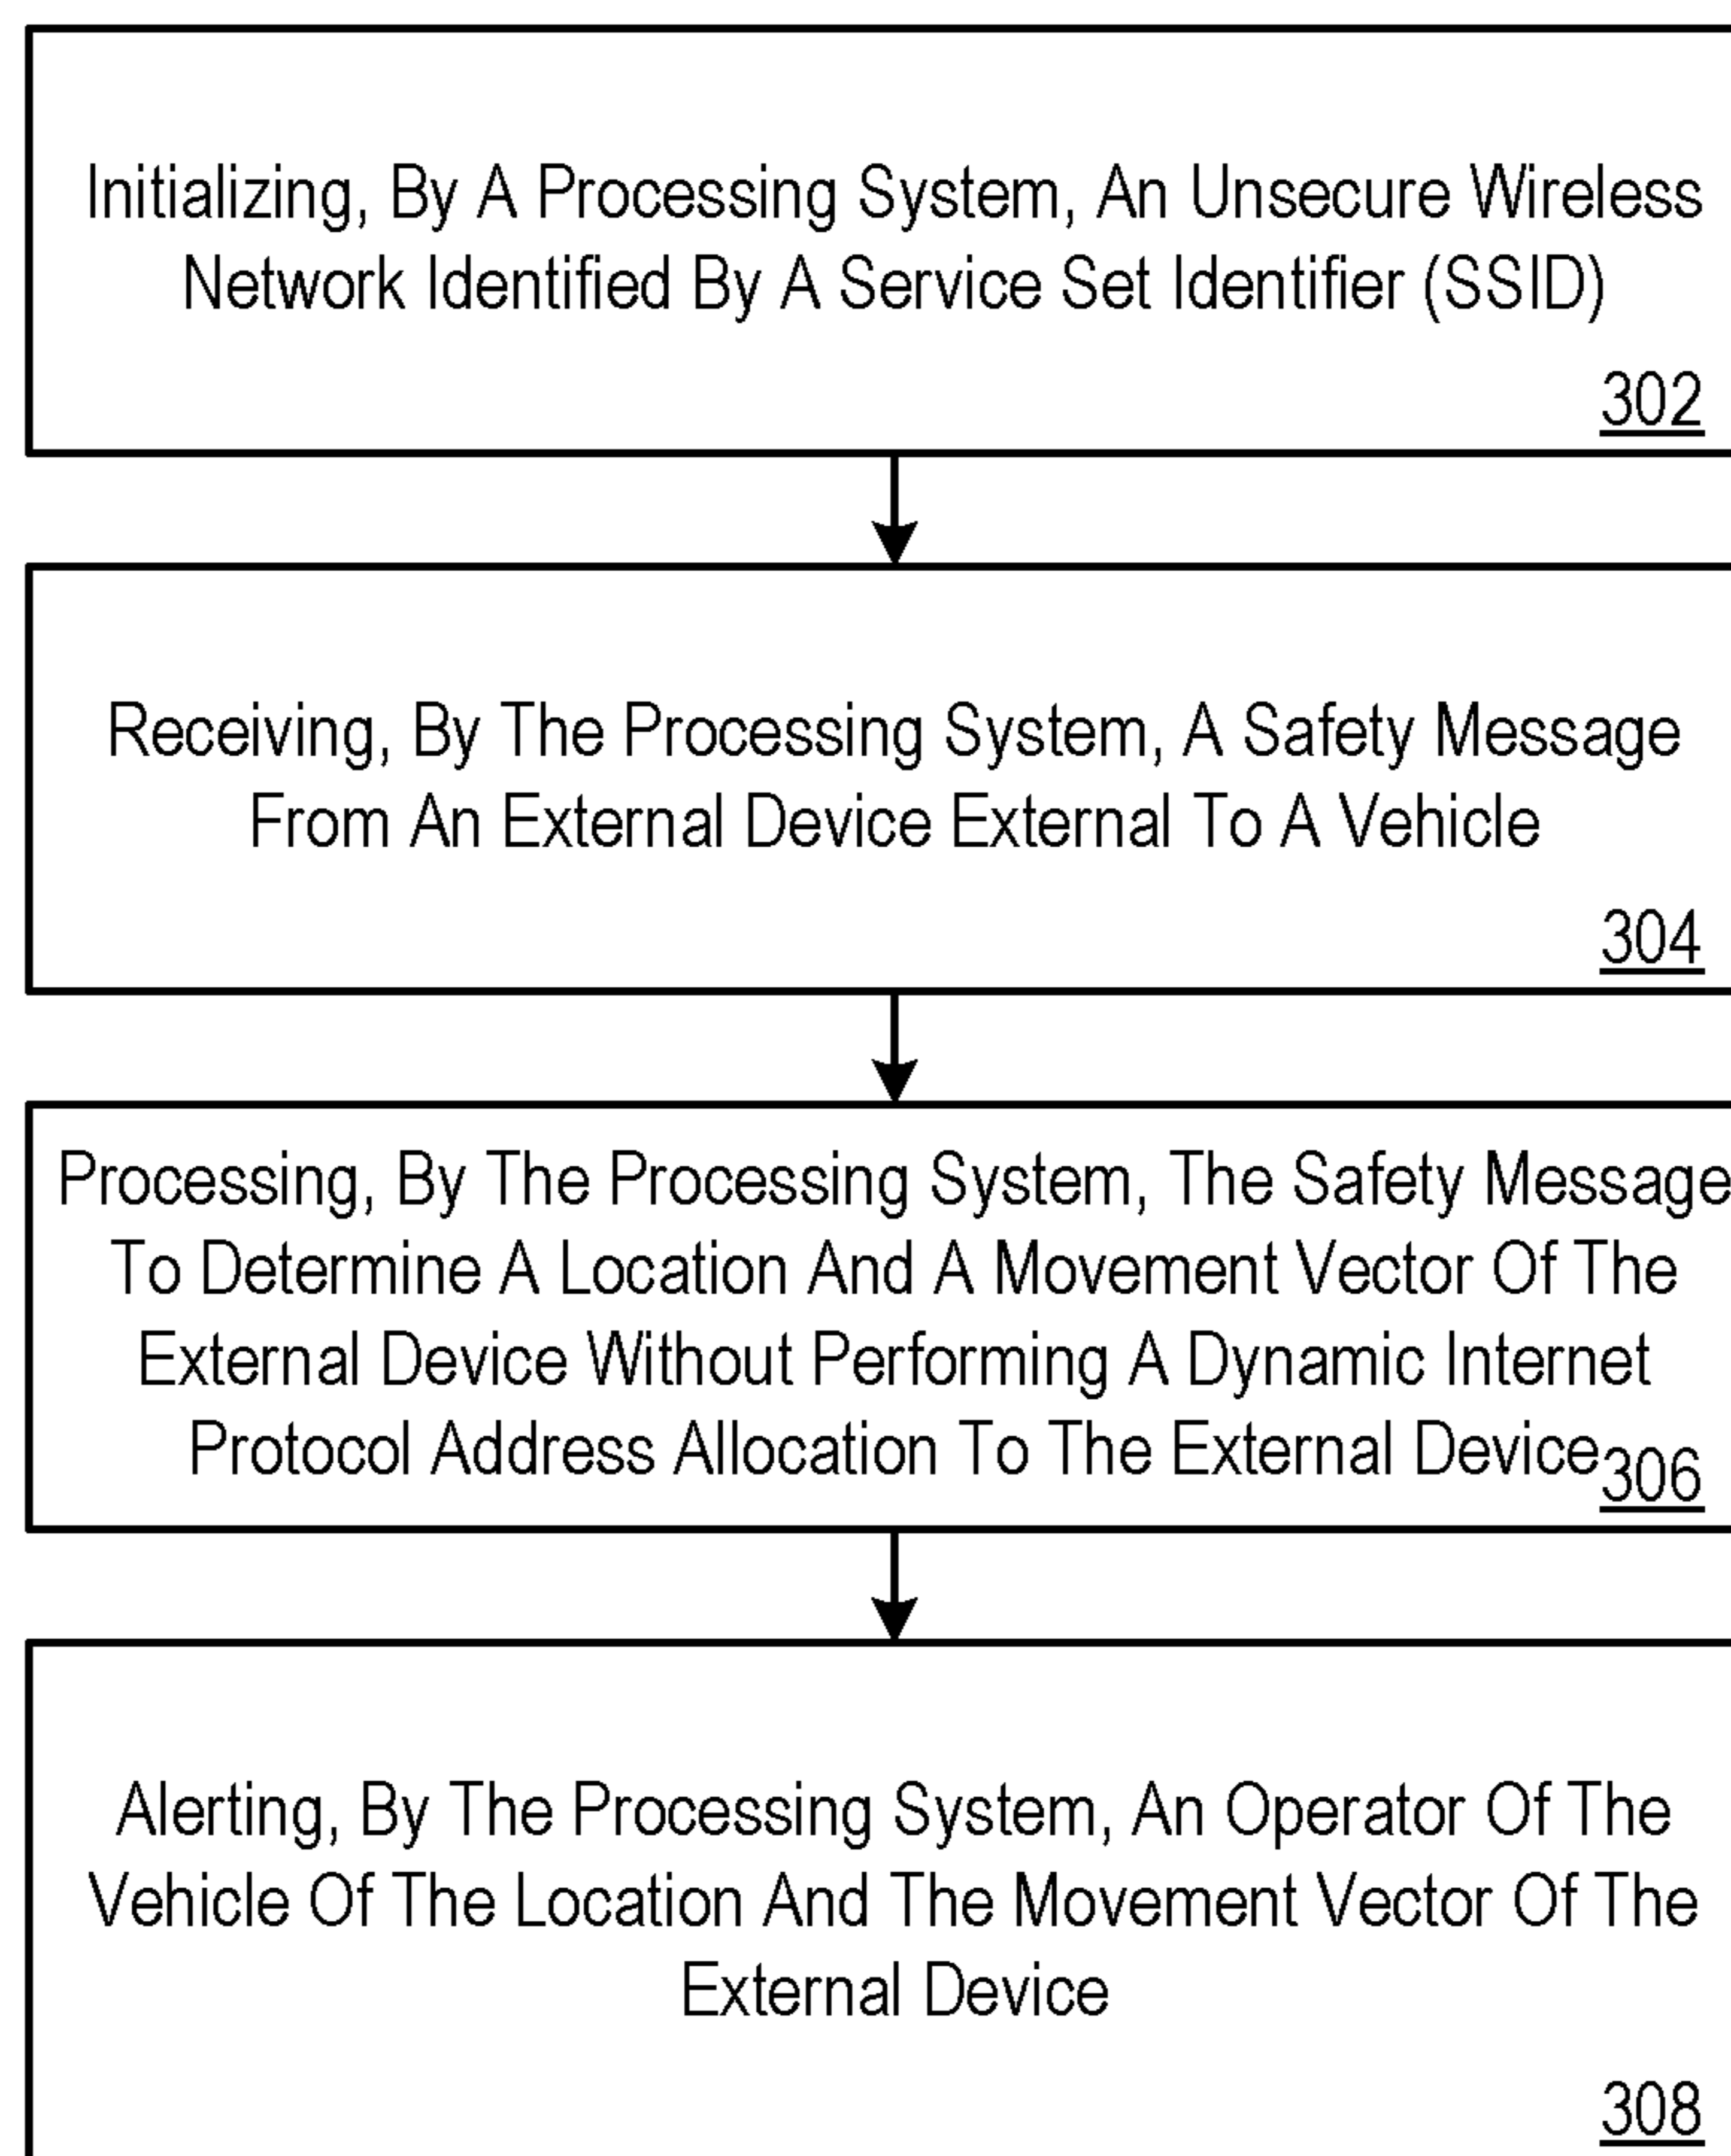 Initializing, By A Processing System, An Unsecure Wireless
Network Identified By A Service Set Identifier (SSID)
302
Receiving, By The Processing System, A Safety Message
From An External Device External To A Vehicle
304
Processing, By The Processing System, The Safety Message
To Determine A Location And A Movement Vector Of The
External Device Without Performing A Dynamic Internet
Protocol Address Allocation To The External Device
306
Alerting, By The Processing System, An Operator Of The
Vehicle Of The Location And The Movement Vector Of The
External Device
308